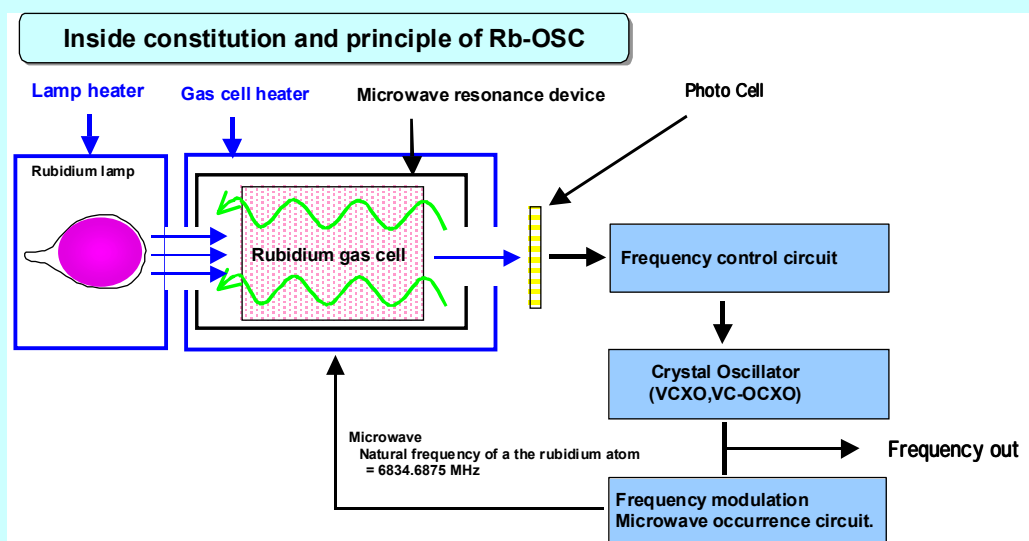 Inside constitution and principle of Rb-OSC
Lamp heater
Gas cell heater
Microwave resonance device
Photo Cell
Rubidium lamp
Rubidium gas cell
Frequency control circuit
Crystal Oscillator
(VCXO,VC-OCXO)
Frequency out
Microwave
Natural frequency of a the rubidium atom
= 6834.6875 MHz
Frequency modulation
Microwave occurrence circuit.